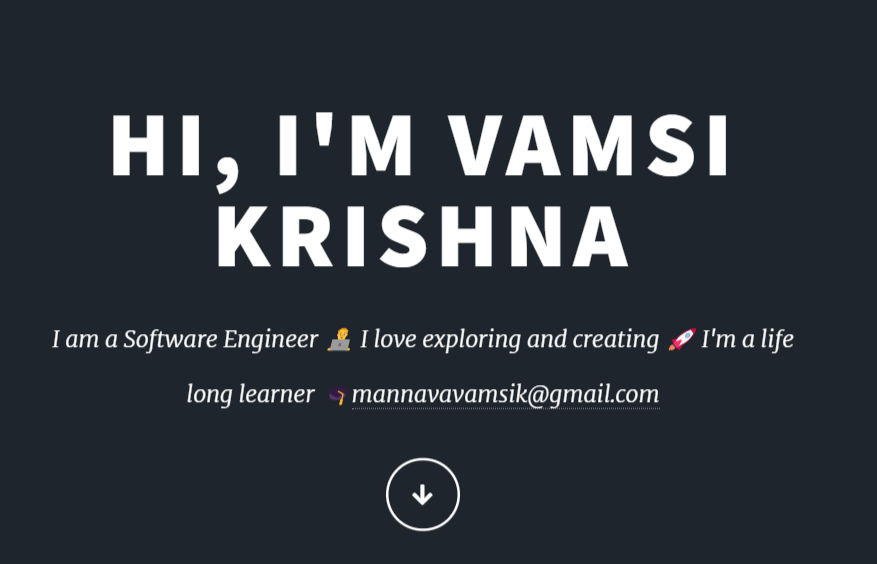 HI, I'M VAMSI
KRISHNA
I am a Software Engineer 🧑‍💻 I love exploring and creating 🚀 I'm a life
long learner 🎓mannavavamsik@gmail.com